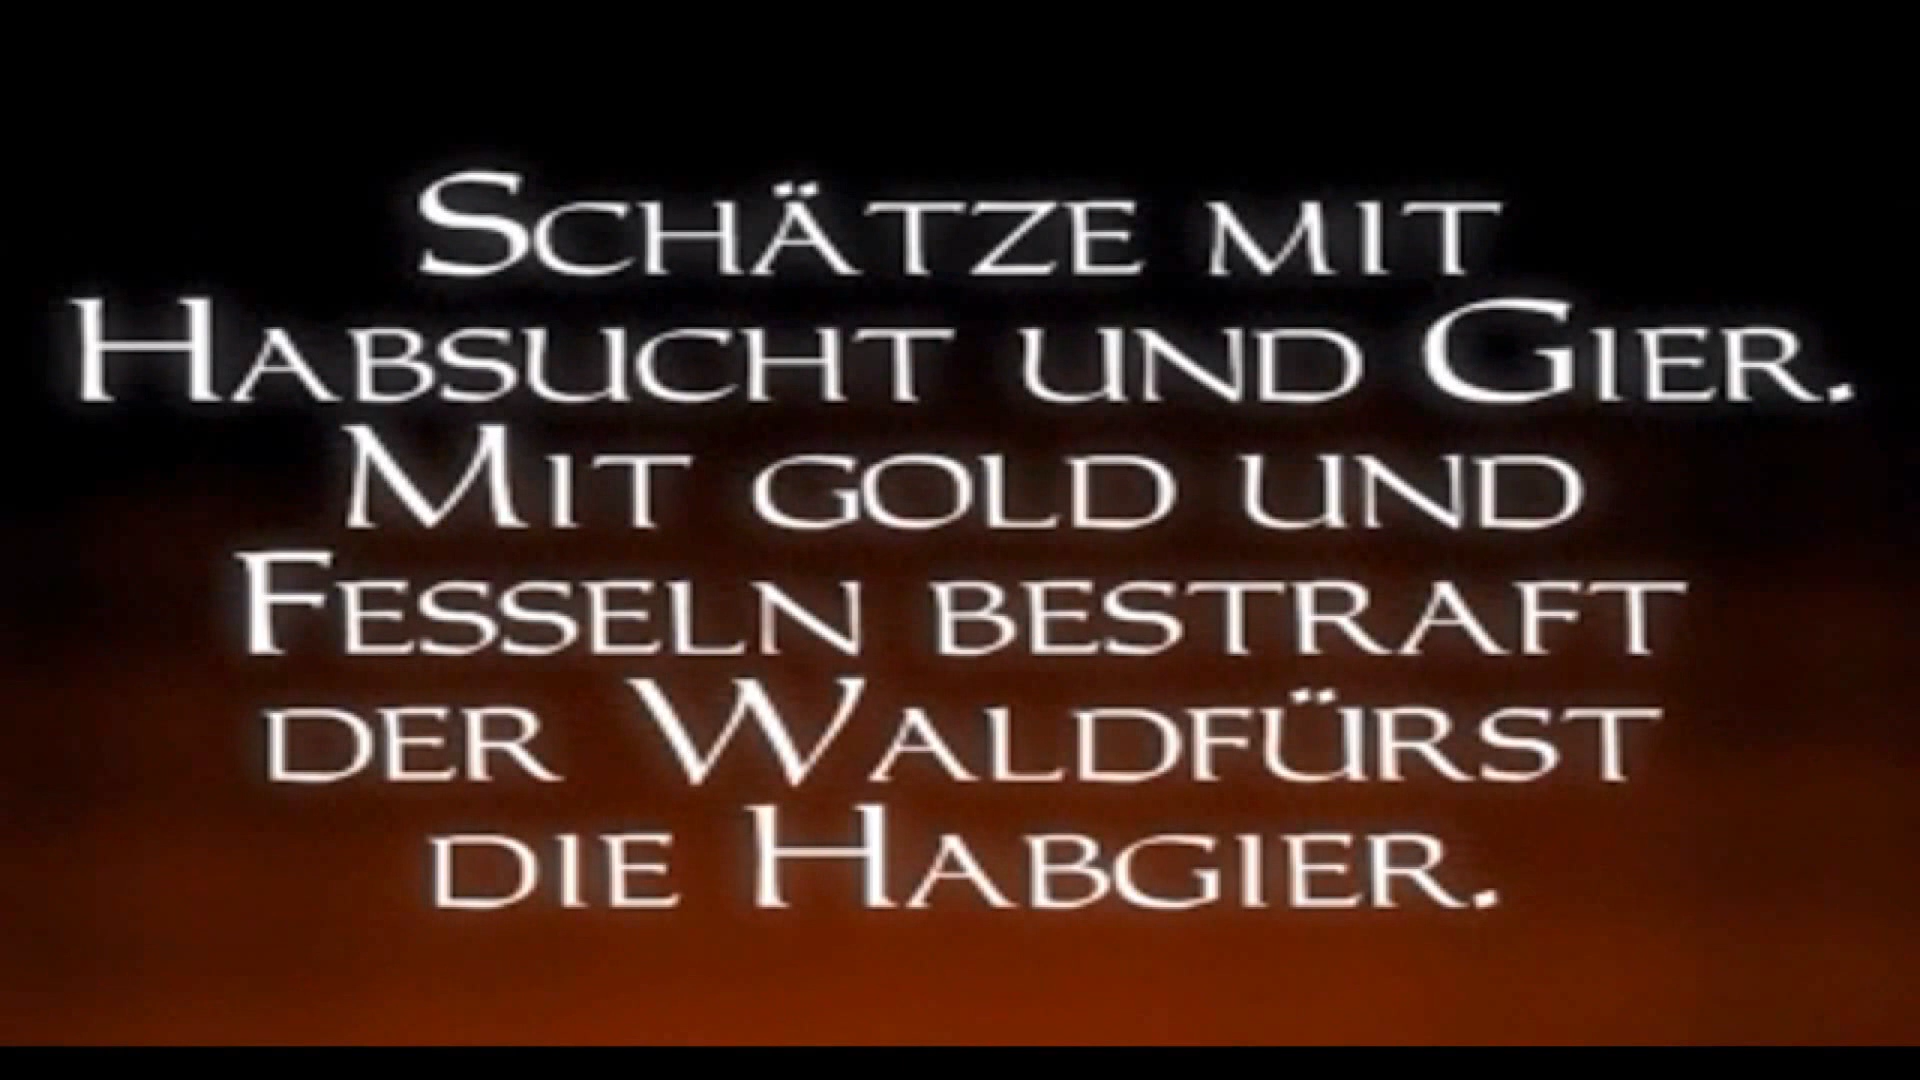 Schätze mit
Habsucht und Gier.
Mit gold und
Fesseln bestraft
der Waldfürst
die Habgier.